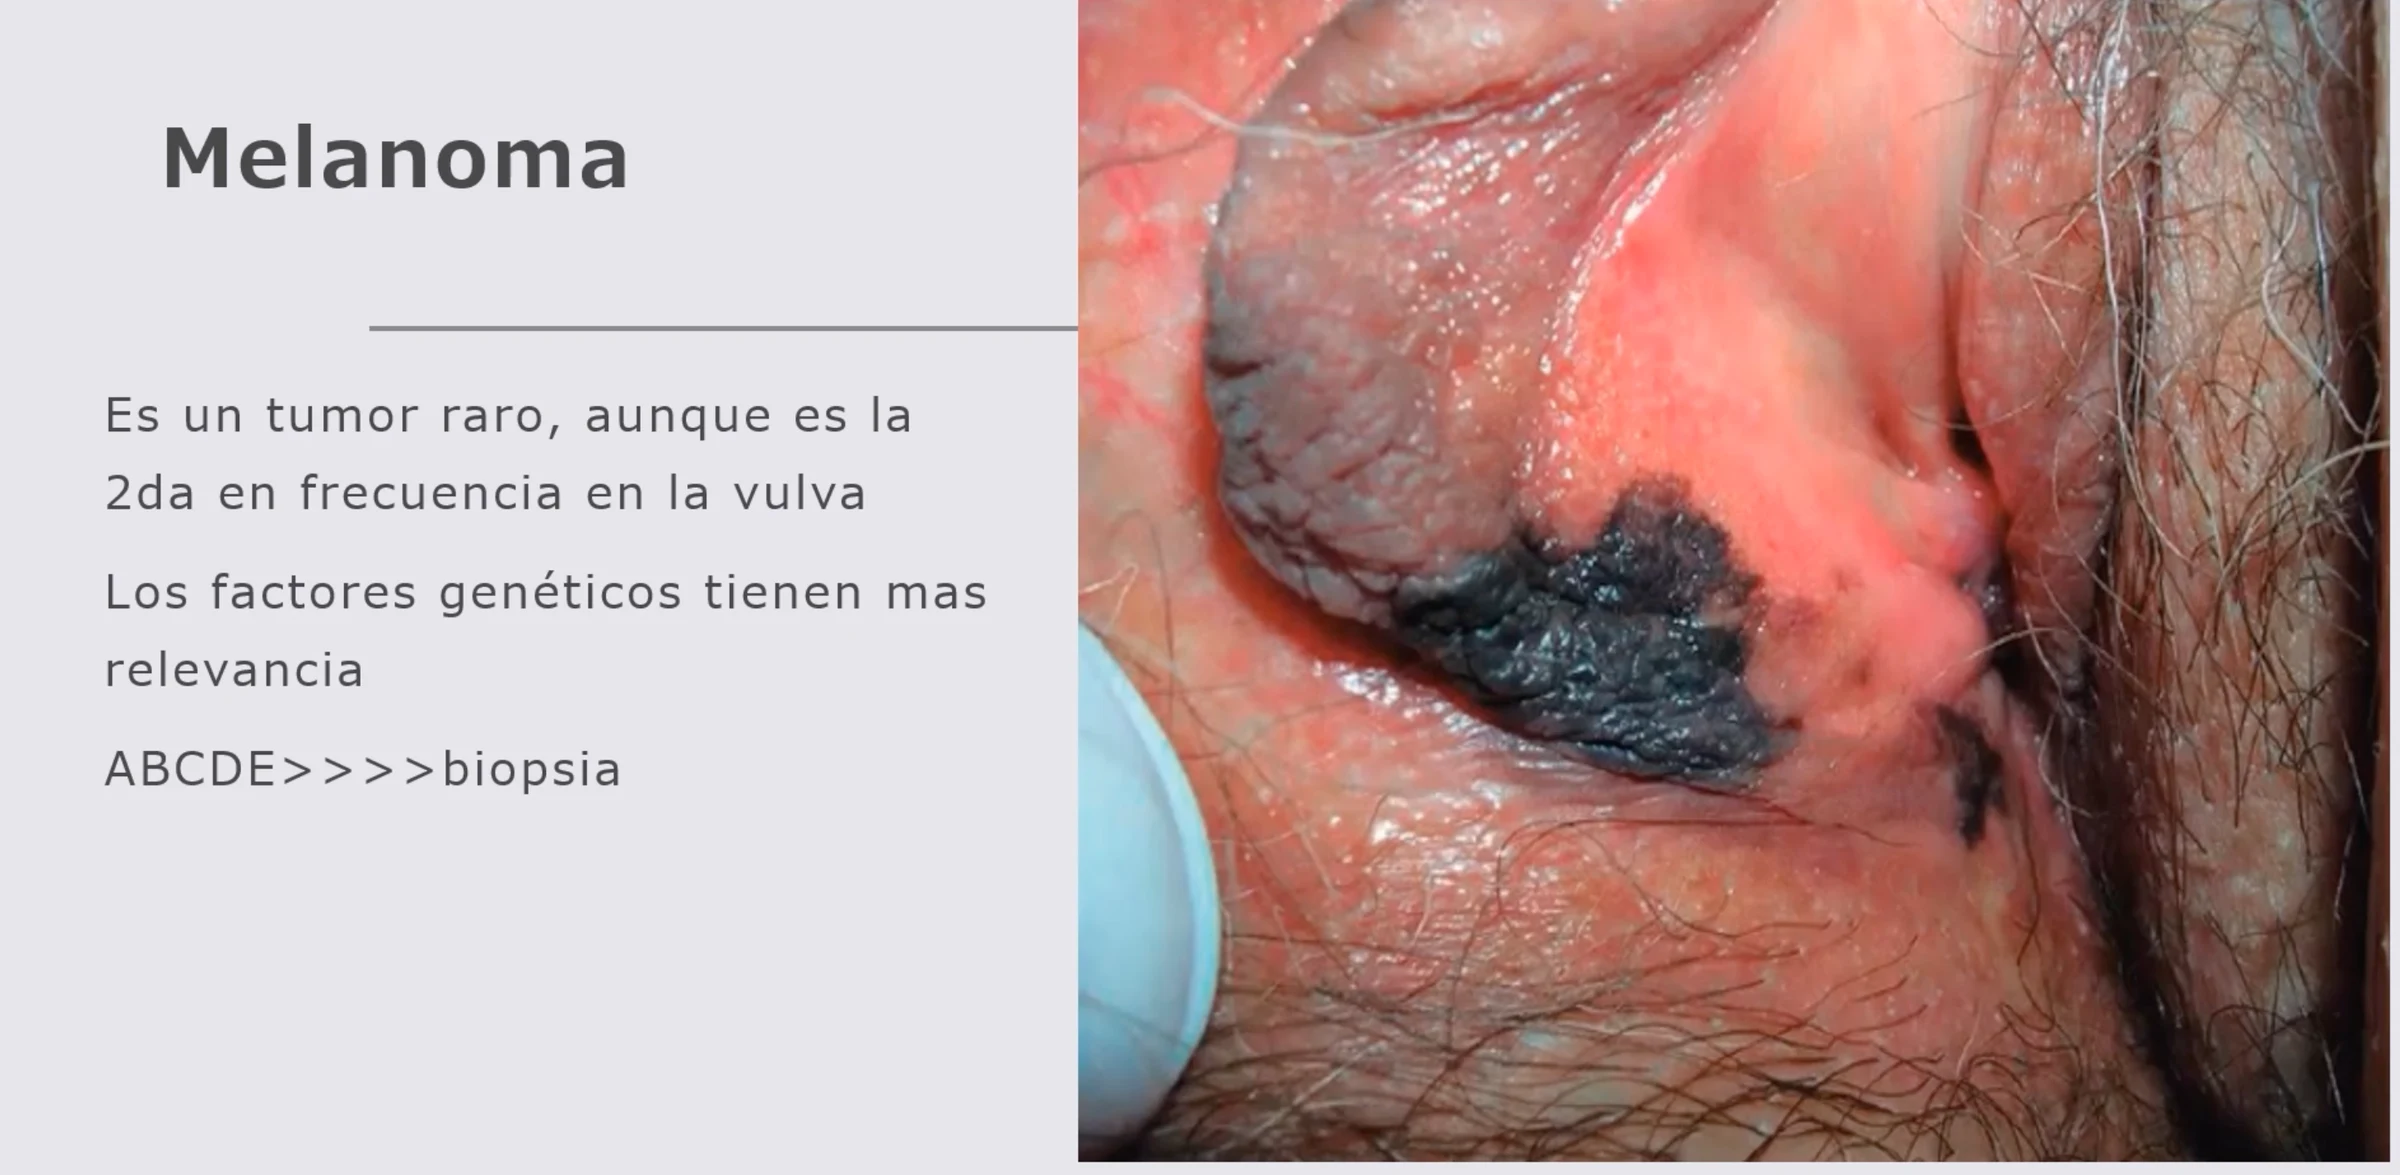 Melanoma
Es un tumor raro, aunque es la
2da en frecuencia en la vulva
Los factores genéticos tienen mas
relevancia
ABCDE>>>>biopsia